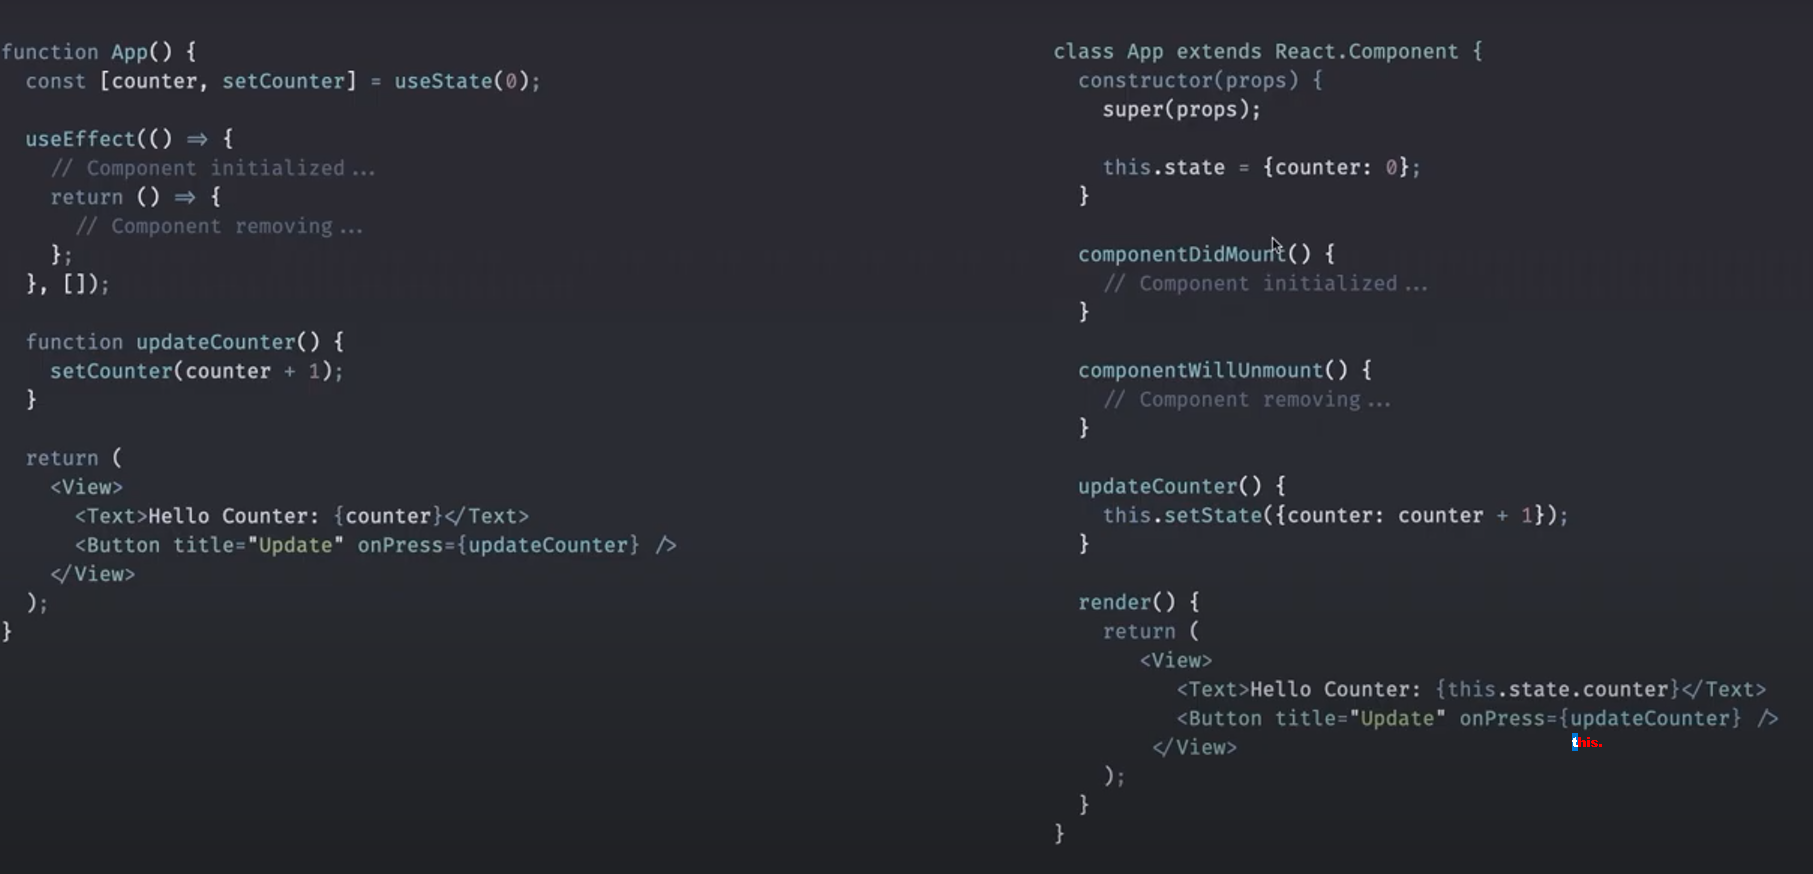 function App() {
  const [counter, setCounter] = useState(0);

  useEffect(() => {
    // Component initialized...
    return () => {
      // Component removing...
    };
  }, []);

  function updateCounter() {
    setCounter(counter + 1);
  }

  return (
    <View>
      <Text>Hello Counter: {counter}</Text>
      <Button title="Update" onPress={updateCounter} />
    </View>
  );
}

class App extends React.Component {
  constructor(props) {
    super(props);

    this.state = {counter: 0};
  }

  componentDidMount() {
    // Component initialized...
  }

  componentWillUnmount() {
    // Component removing...
  }

  updateCounter() {
    this.setState({counter: counter + 1});
  }

  render() {
    return (
       <View>
          <Text>Hello Counter: {this.state.counter}</Text>
          <Button title="Update" onPress={updateCounter} />
this.
        </View>
    );
  }
}